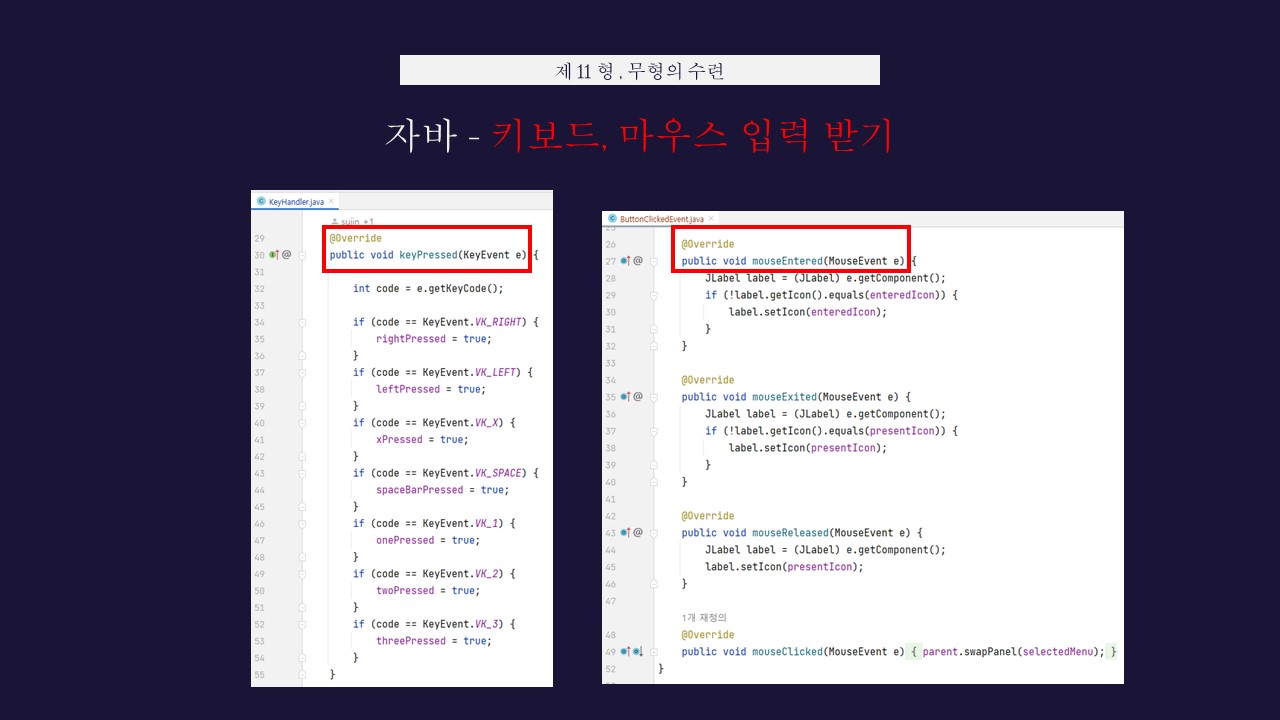 제 11 형 , 무형의 수련
자바 - 키보드, 마우스 입력 받기
KeyHandler.java
sujin +1
29 @Override
30 public void keyPressed(KeyEvent e) {
31
32 int code = e.getKeyCode();
33
34 if (code == KeyEvent.VK_RIGHT) {
35 rightPressed = true;
36 }
37 if (code == KeyEvent.VK_LEFT) {
38 leftPressed = true;
39 }
40 if (code == KeyEvent.VK_X) {
41 xPressed = true;
42 }
43 if (code == KeyEvent.VK_SPACE) {
44 spaceBarPressed = true;
45 }
46 if (code == KeyEvent.VK_1) {
47 onePressed = true;
48 }
49 if (code == KeyEvent.VK_2) {
50 twoPressed = true;
51 }
52 if (code == KeyEvent.VK_3) {
53 threePressed = true;
54 }
55 }
ButtonClickedEvent.java
25
26 @Override
27 public void mouseEntered(MouseEvent e) {
28 JLabel label = (JLabel) e.getComponent();
29 if (!label.getIcon().equals(enteredIcon)) {
30 label.setIcon(enteredIcon);
31 }
32 }
33
34 @Override
35 public void mouseExited(MouseEvent e) {
36 JLabel label = (JLabel) e.getComponent();
37 if (!label.getIcon().equals(presentIcon)) {
38 label.setIcon(presentIcon);
39 }
40 }
41
42 @Override
43 public void mouseReleased(MouseEvent e) {
44 JLabel label = (JLabel) e.getComponent();
45 label.setIcon(presentIcon);
46 }
47
1개 재정의
48 @Override
49 public void mouseClicked(MouseEvent e) { parent.swapPanel(selectedMenu); }
52 }